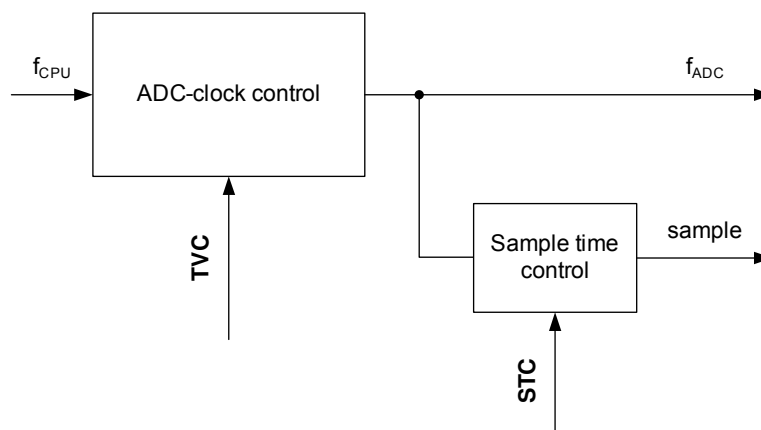 fCPU
ADC-clock control
fADC
TVC
Sample time
control
sample
STC